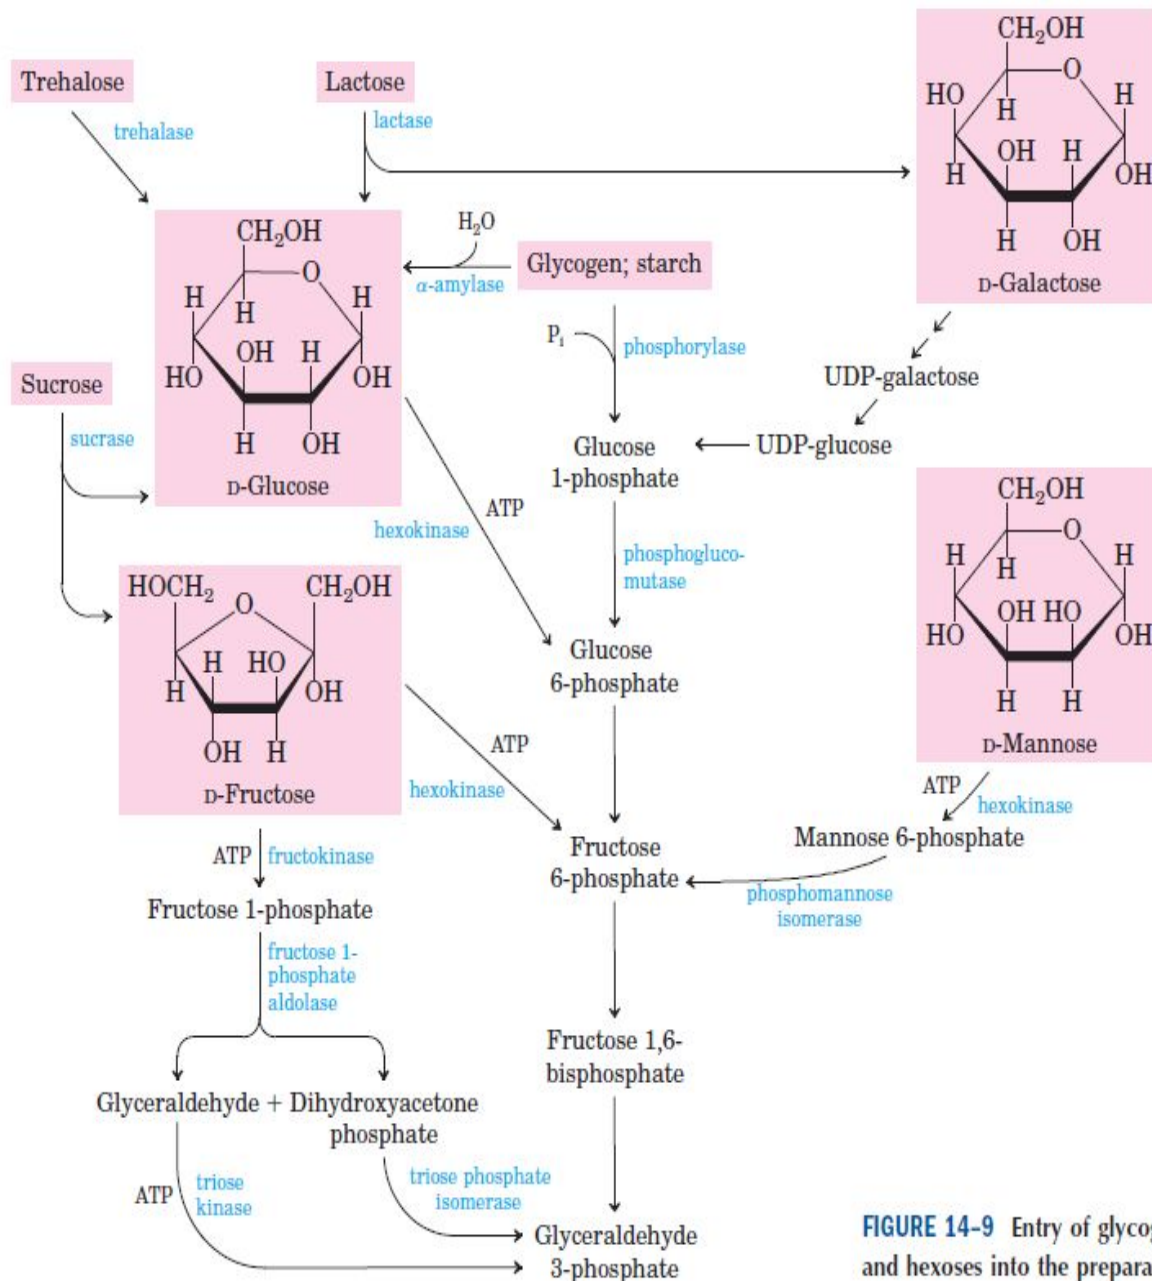 Trehalose
trehalase
Lactose
lactase
CH2OH
O
HO
H
H
OH
H
H
OH
H
OH
D-Galactose
CH2OH
O
H
H
H
OH
H
HO
OH
H
OH
D-Glucose
H2O
α-amylase
Glycogen; starch
Pi
phosphorylase
UDP-galactose
UDP-glucose
Glucose
1-phosphate
Sucrose
sucrase
ATP
hexokinase
phosphogluco-
mutase
Glucose
6-phosphate
CH2OH
O
H
H
H
OH HO
HO
OH
H
H
D-Mannose
HOCH2
CH2OH
O
H
HO
H
OH
OH
H
D-Fructose
ATP
hexokinase
ATP
hexokinase
Mannose 6-phosphate
Fructose
6-phosphate
phosphomannose
isomerase
ATP
fructokinase
Fructose 1-phosphate
fructose 1-
phosphate
aldolase
Fructose 1,6-
bisphosphate
Glyceraldehyde + Dihydroxyacetone
phosphate
ATP
triose
kinase
triose phosphate
isomerase
Glyceraldehyde
3-phosphate
FIGURE 14–9 Entry of glycog
and hexoses into the prepara